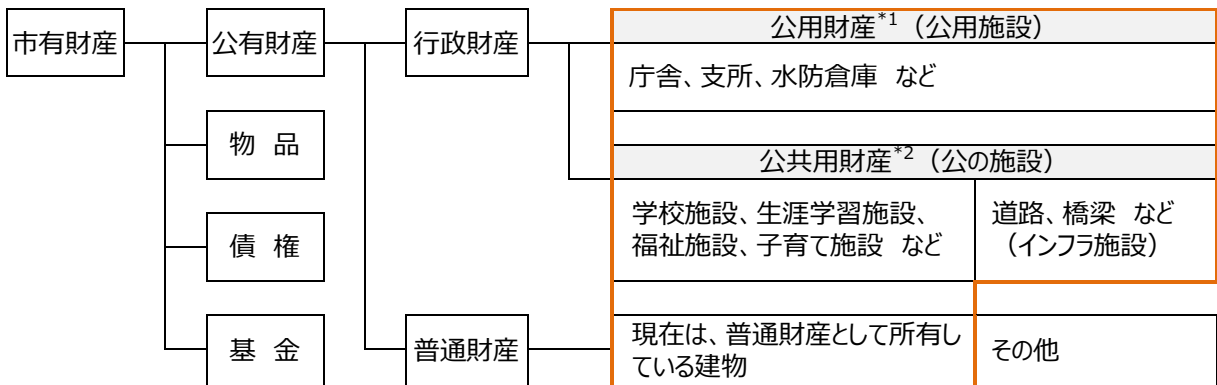 市有財産
公有財産
行政財産
公用財産*1（公用施設）
庁舎、支所、水防倉庫 など
物 品
公共用財産*2（公の施設）
学校施設、生涯学習施設、
福祉施設、子育て施設 など
道路、橋梁 など
（インフラ施設）
債 権
基 金
普通財産
現在は、普通財産として所有し
ている建物
その他